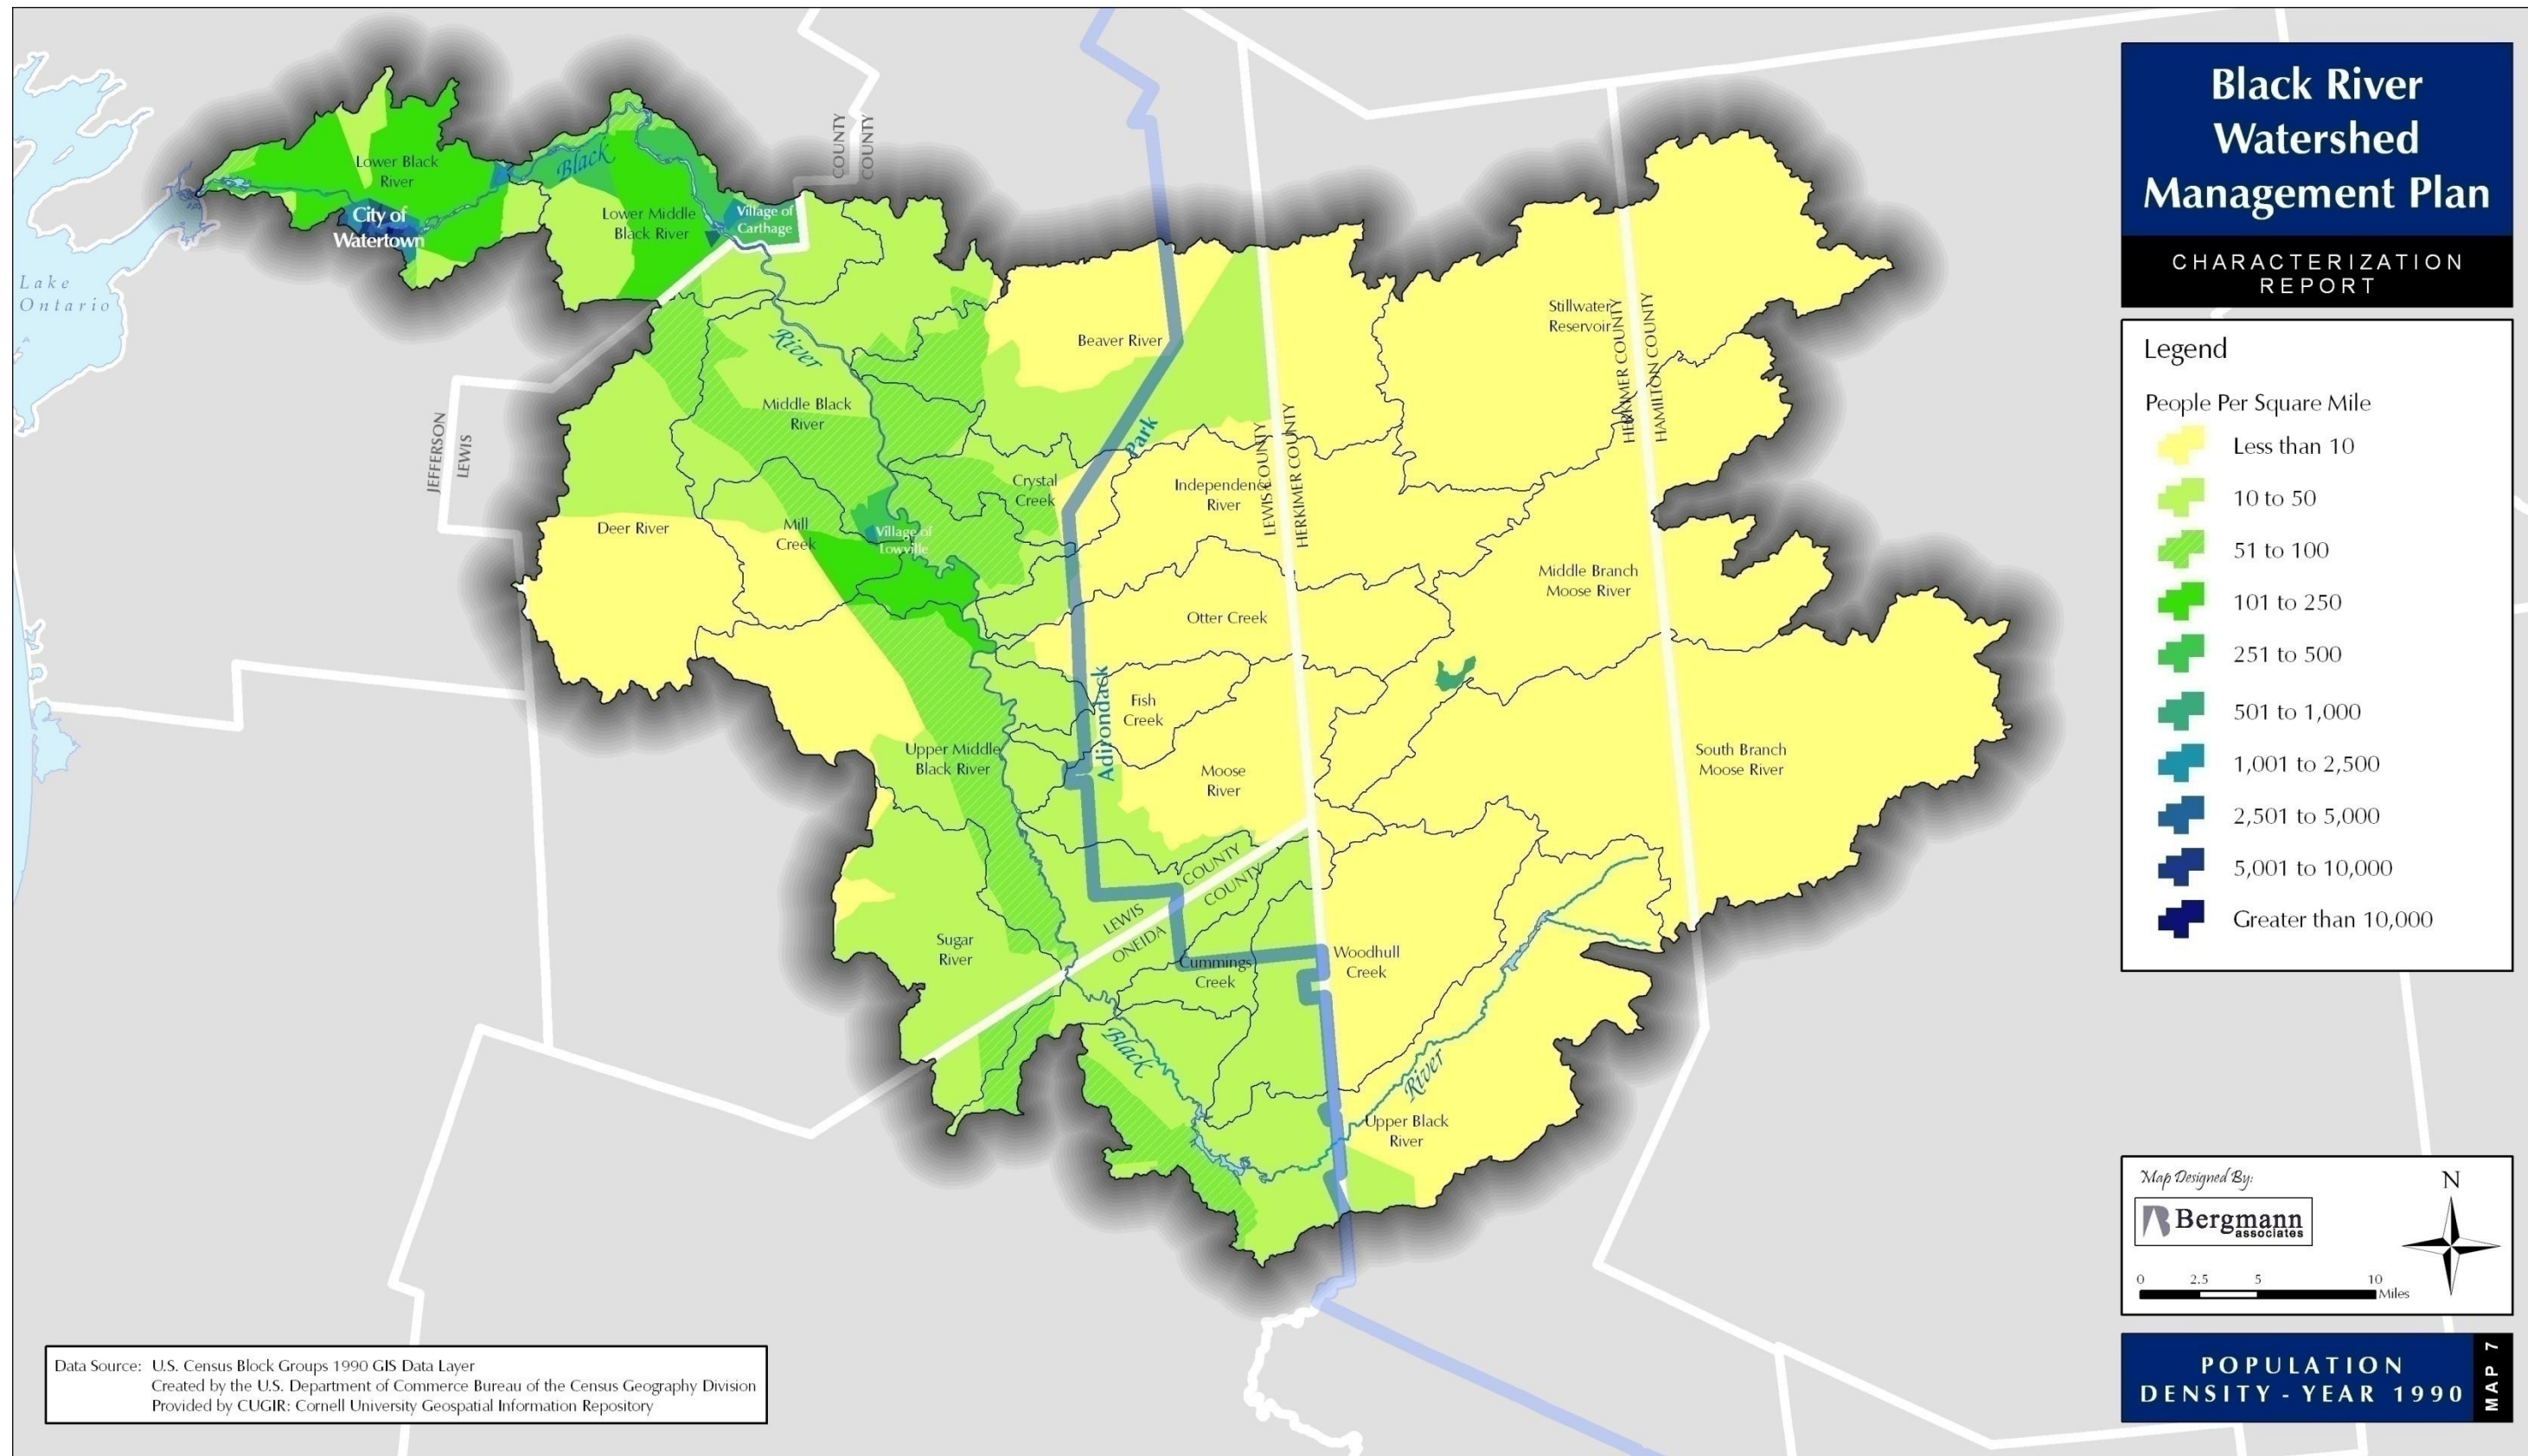 Black River
Watershed
Management Plan
CHARACTERIZATION
REPORT
Legend
People Per Square Mile
Less than 10
10 to 50
51 to 100
101 to 250
251 to 500
501 to 1,000
1,001 to 2,500
2,501 to 5,000
5,001 to 10,000
Greater than 10,000
Map Designed By:
Bergmann
associates
N
0 2.5 5 10
Miles
POPULATION
DENSITY - YEAR 1990
MAP 7
Data Source: U.S. Census Block Groups 1990 GIS Data Layer
Created by the U.S. Department of Commerce Bureau of the Census Geography Division
Provided by CUGIR: Cornell University Geospatial Information Repository
Lake
Ontario
Lower Black
River
City of
Watertown
Black
Lower Middle
Black River
Village of
Carthage
COUNTY
COUNTY
River
Beaver River
Stillwater
Reservoir
HERKIMER COUNTY
HAMILTON COUNTY
JEFFERSON
LEWIS
Middle Black
River
Park
Crystal
Creek
Independence
River
LEWIS COUNTY
HERKIMER COUNTY
Deer River
Mill
Creek
Village of
Lowville
Middle Branch
Moose River
Otter Creek
Fish
Creek
Adirondack
Upper Middle
Black River
Moose
River
South Branch
Moose River
LEWIS
COUNTY
ONEIDA
COUNTY
Sugar
River
Cummings
Creek
Woodhull
Creek
Black
River
Upper Black
River